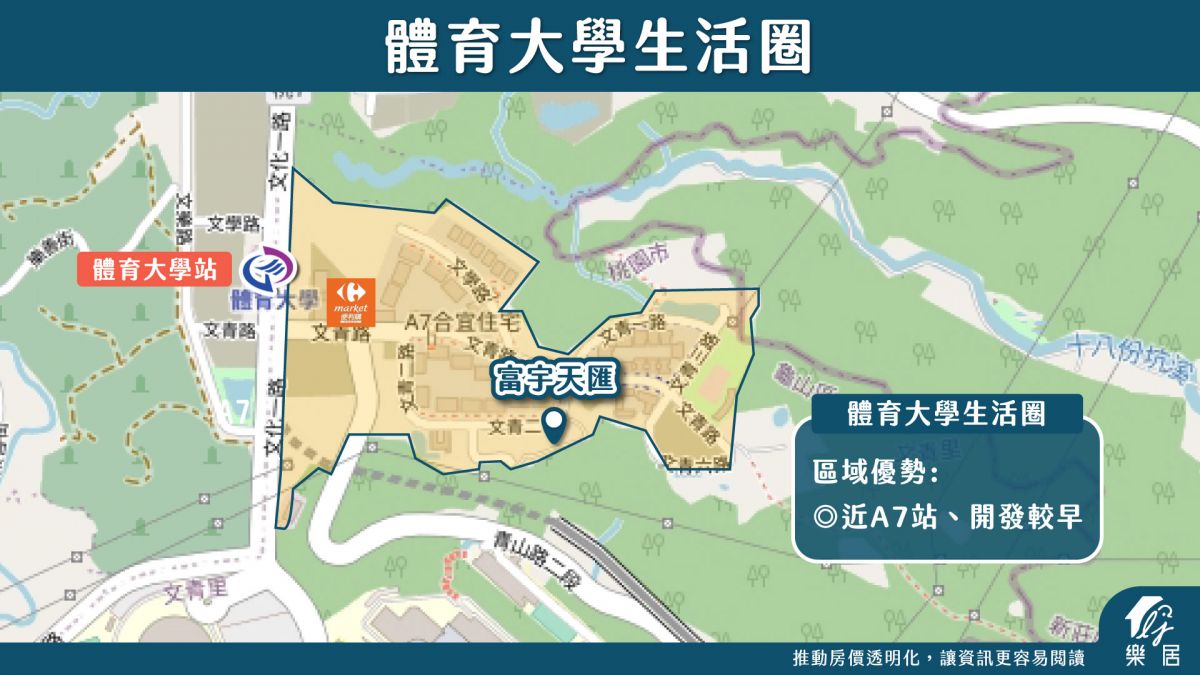 體育大學生活圈
文化一路
文學路
樂善街
體育大學站
體育大學
market
便利購
文學路
桃園市
文青路
文青路
A7合宜住宅
文青路
文青一路
文青二路
文青三路
十八份坑溪
龜山區
富宇天匯
A7
文化一路
文青二
文青路
文青六路
體育大學生活圈
區域優勢:
◎近A7站、開發較早
文青里
青山路二段
文青里
新莊
樂居
推動房價透明化,讓資訊更容易閱讀